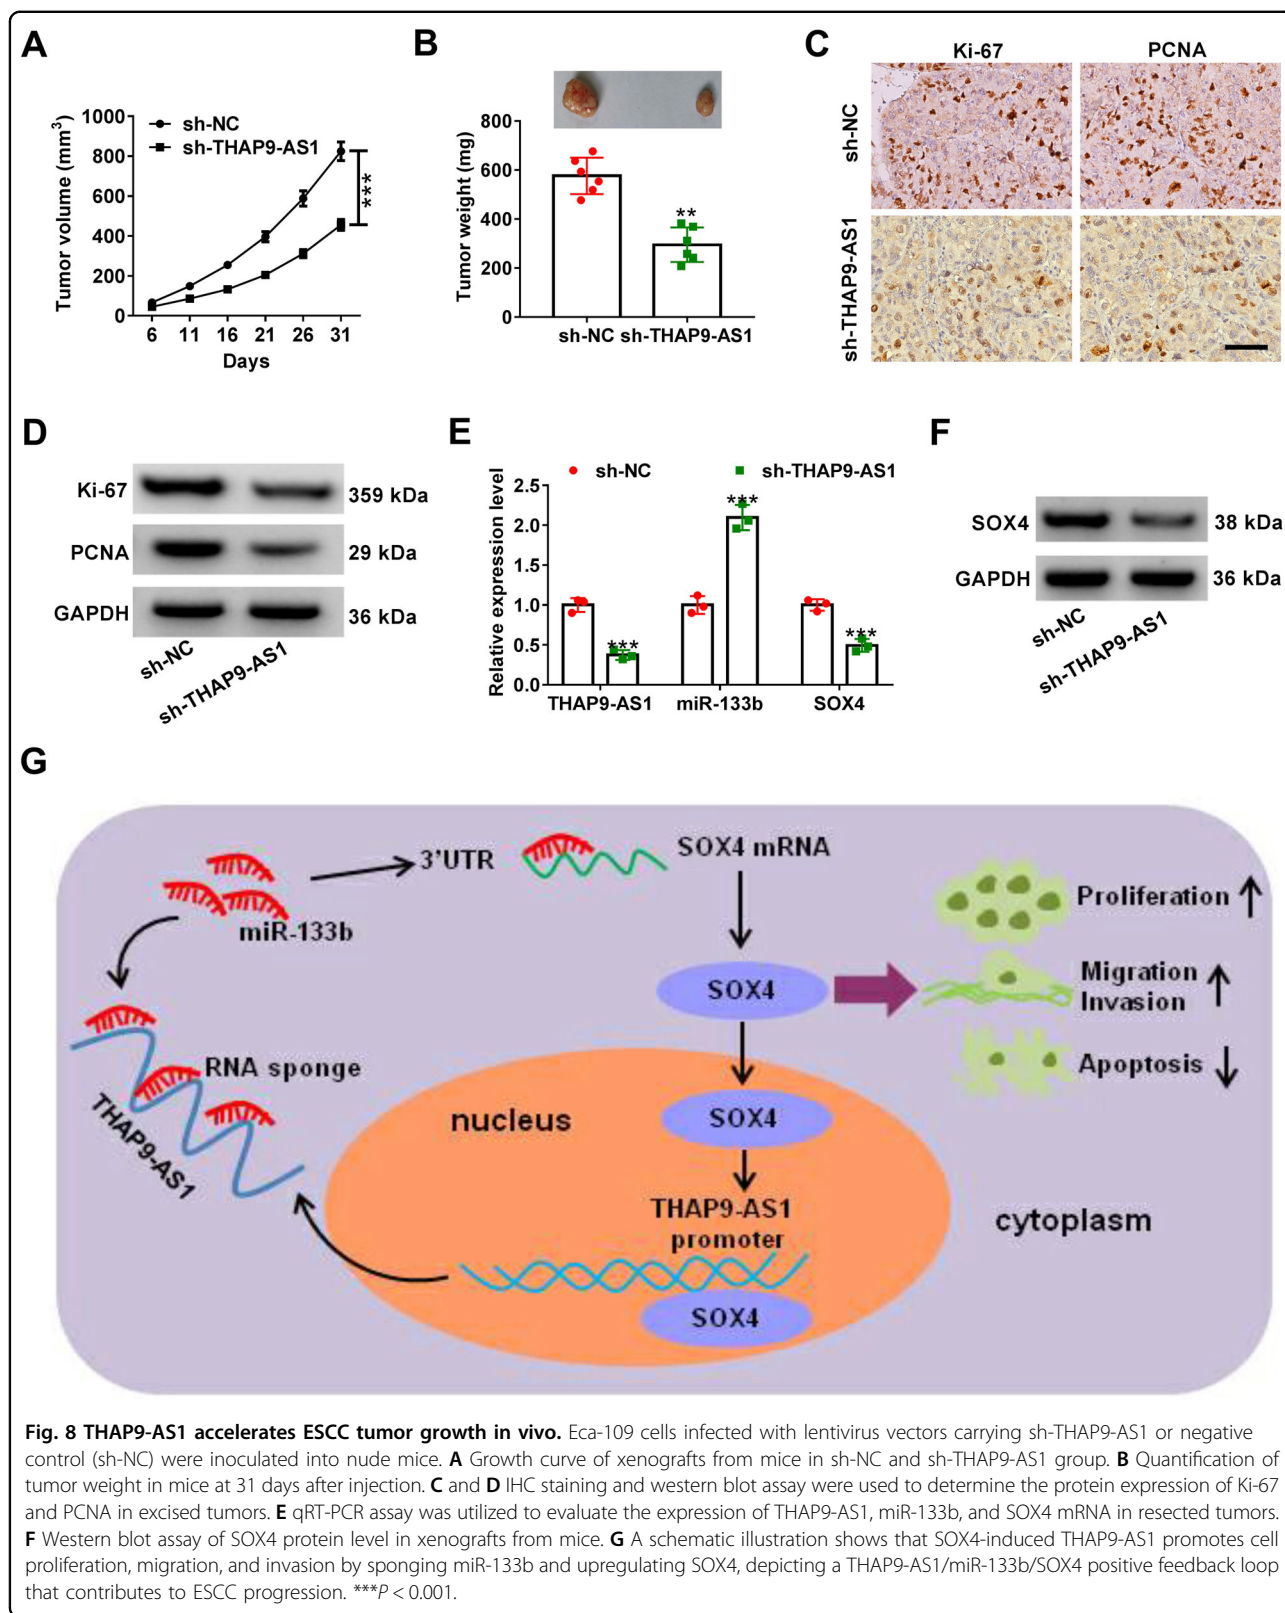 A
Tumor volume (mm³)
1000
800
600
400
200
0
sh-NC
sh-THAP9-AS1
***
6 11 16 21 26 31
Days
B
Tumor weight (mg)
800
600
400
200
0
**
sh-NC sh-THAP9-AS1
C
Ki-67 PCNA
sh-NC
sh-THAP9-AS1
D
Ki-67 359 kDa
PCNA 29 kDa
GAPDH 36 kDa
sh-NC
sh-THAP9-AS1
E
sh-NC sh-THAP9-AS1
Relative expression level
2.5
2.0
1.5
1.0
0.5
0.0
***
***
***
THAP9-AS1 miR-133b SOX4
F
SOX4 38 kDa
GAPDH 36 kDa
sh-NC
sh-THAP9-AS1
G
miR-133b
3'UTR
SOX4 mRNA
SOX4
Proliferation
Migration
Invasion
Apoptosis
RNA sponge
THAP9-AS1
nucleus
SOX4
THAP9-AS1
promoter
SOX4
cytoplasm
Fig. 8 THAP9-AS1 accelerates ESCC tumor growth in vivo. Eca-109 cells infected with lentivirus vectors carrying sh-THAP9-AS1 or negative
control (sh-NC) were inoculated into nude mice. A Growth curve of xenografts from mice in sh-NC and sh-THAP9-AS1 group. B Quantification of
tumor weight in mice at 31 days after injection. C and D IHC staining and western blot assay were used to determine the protein expression of Ki-67
and PCNA in excised tumors. E qRT-PCR assay was utilized to evaluate the expression of THAP9-AS1, miR-133b, and SOX4 mRNA in resected tumors.
F Western blot assay of SOX4 protein level in xenografts from mice. G A schematic illustration shows that SOX4-induced THAP9-AS1 promotes cell
proliferation, migration, and invasion by sponging miR-133b and upregulating SOX4, depicting a THAP9-AS1/miR-133b/SOX4 positive feedback loop
that contributes to ESCC progression. ***P < 0.001.